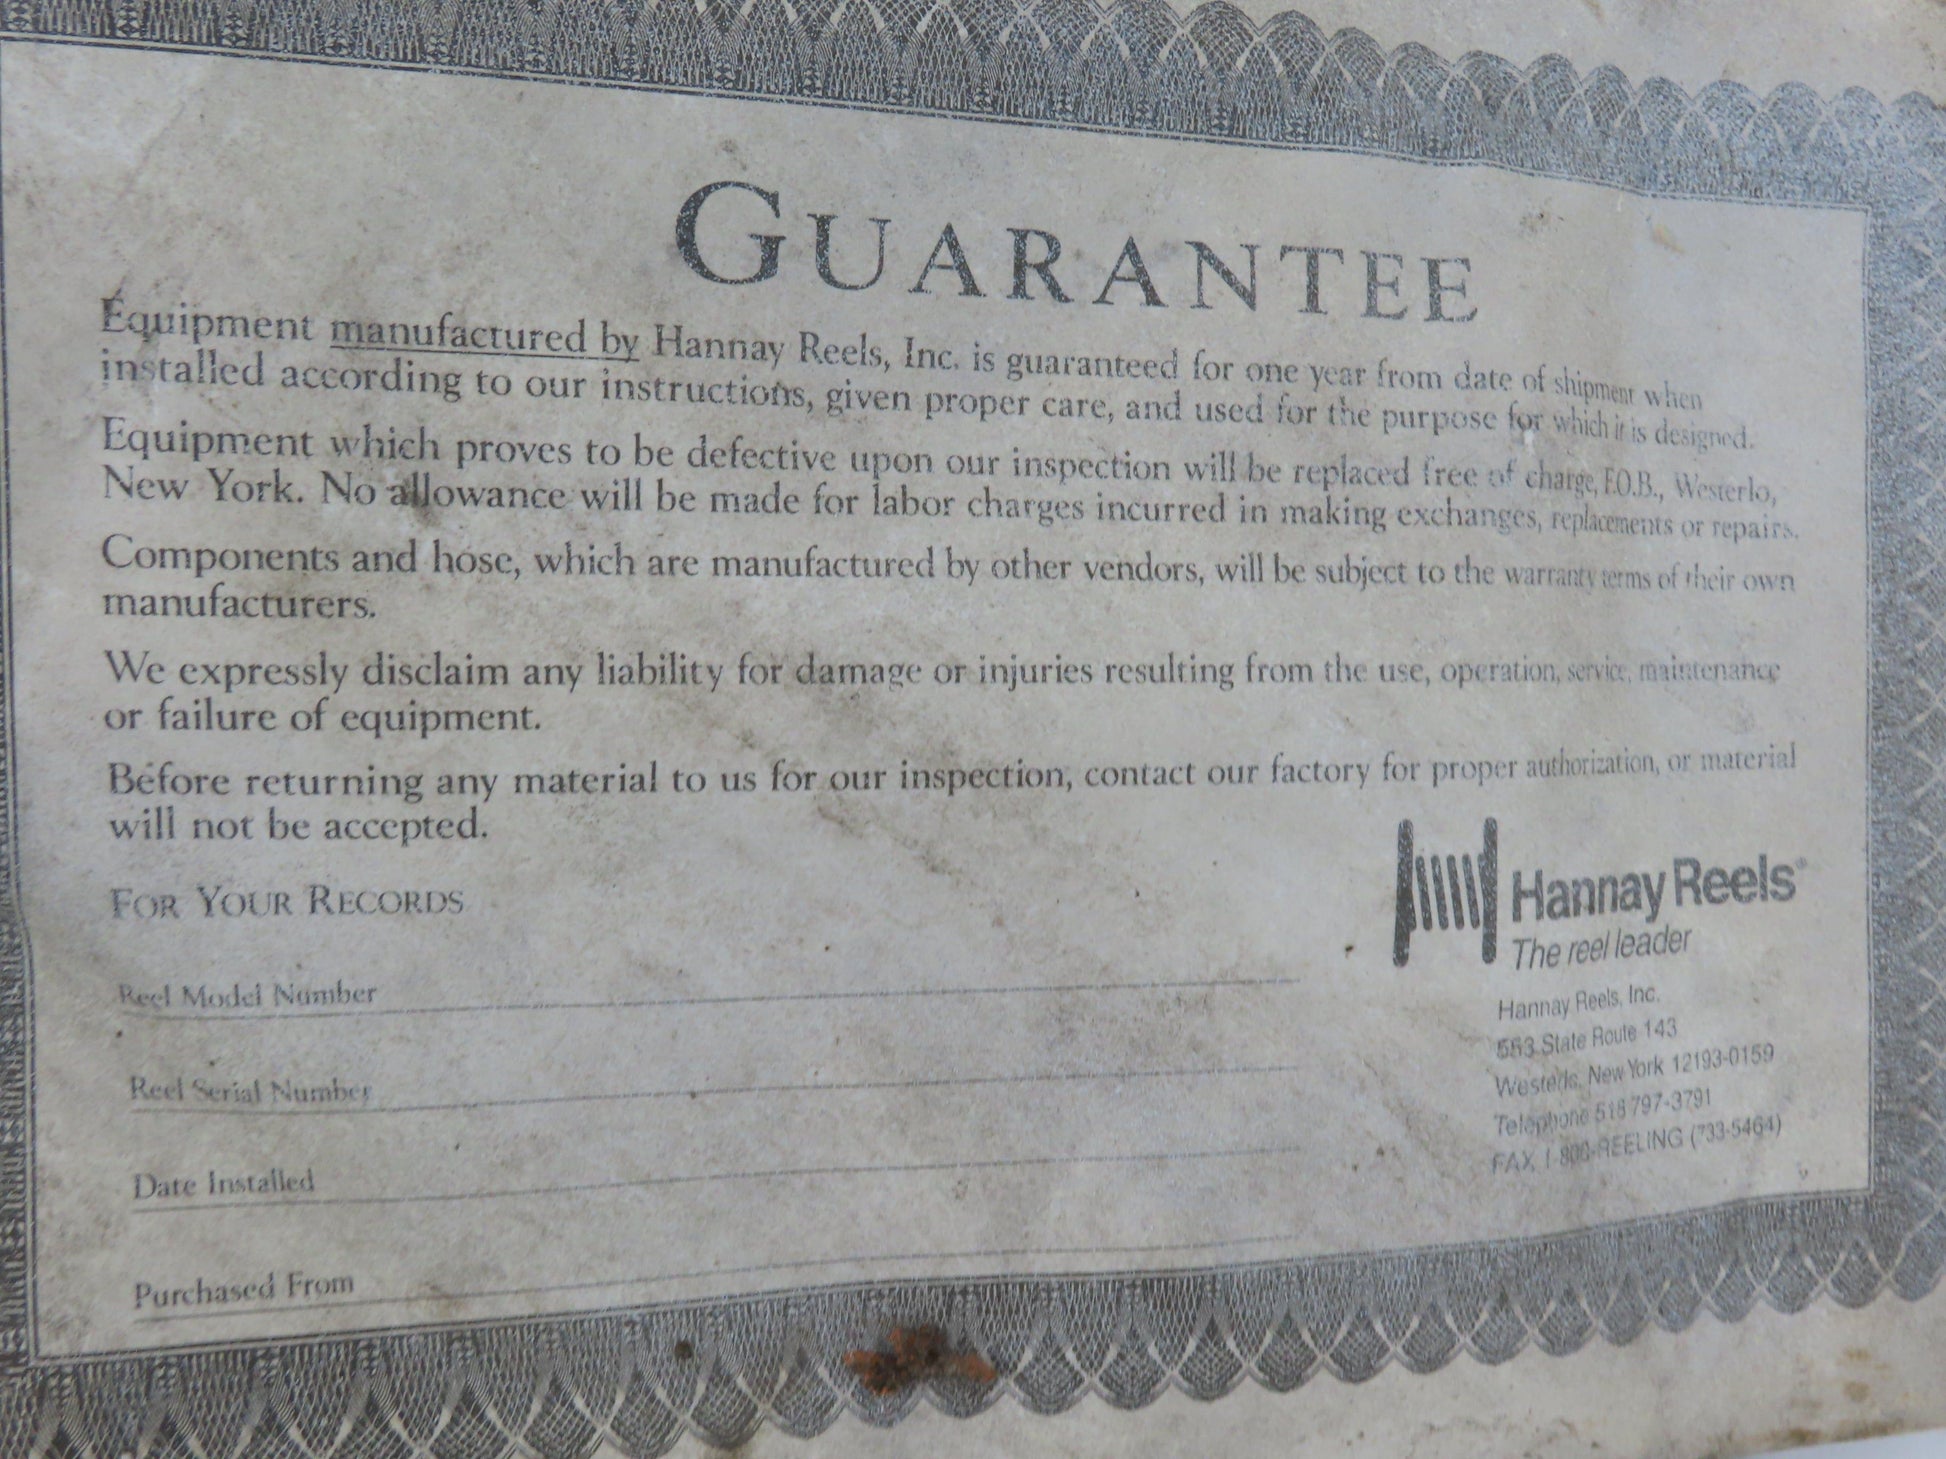 GUARANTEE
Equipment manufactured by Hannay Reels, Inc. is guaranteed for one year from date of shipment when
installed according to our instructions, given proper care, and used for the purpose for which it is designed.
Equipment which proves to be defective upon our inspection will be replaced free of charge, F.O.B., Westerlo,
New York. No allowance will be made for labor charges incurred in making exchanges, replacements or repairs.
Components and hose, which are manufactured by other vendors, will be subject to the warranty terms of their own
manufacturers.
We expressly disclaim any liability for damage or injuries resulting from the use, operation, service, maintenance
or failure of equipment.
Before returning any material to us for our inspection, contact our factory for proper authorization, or material
will not be accepted.
FOR YOUR RECORDS
Reel Model Number
Reel Serial Number
Date Installed
Purchased From
Hannay Reels®
The reel leader
Hannay Reels, Inc.
553 State Route 143
Westerlo, New York 12193-0159
Telephone 518 797-3791
FAX 1-800-REELING (733-5464)